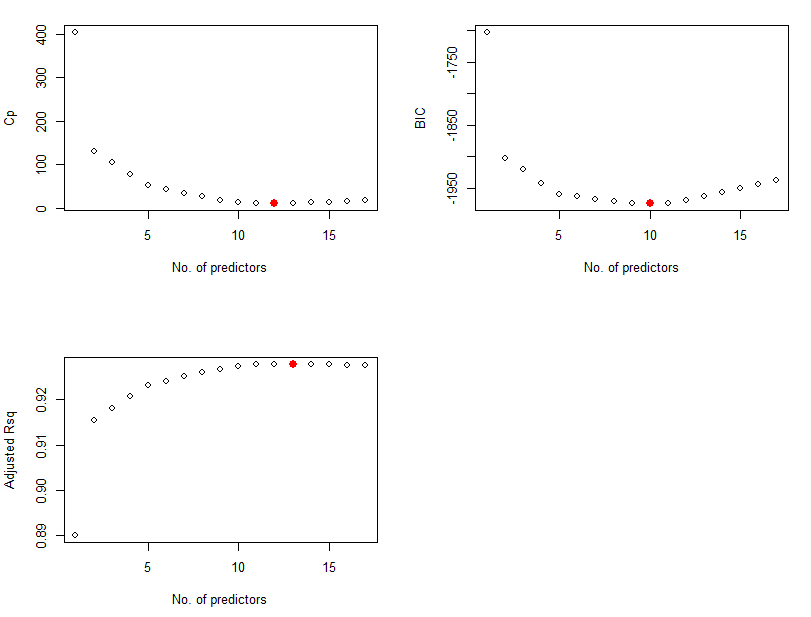 400
300
200
100
0
Cp
5 10 15
No. of predictors
-1750
-1850
-1950
BIC
5 10 15
No. of predictors
0.92
0.91
0.90
0.89
Adjusted Rsq
5 10 15
No. of predictors